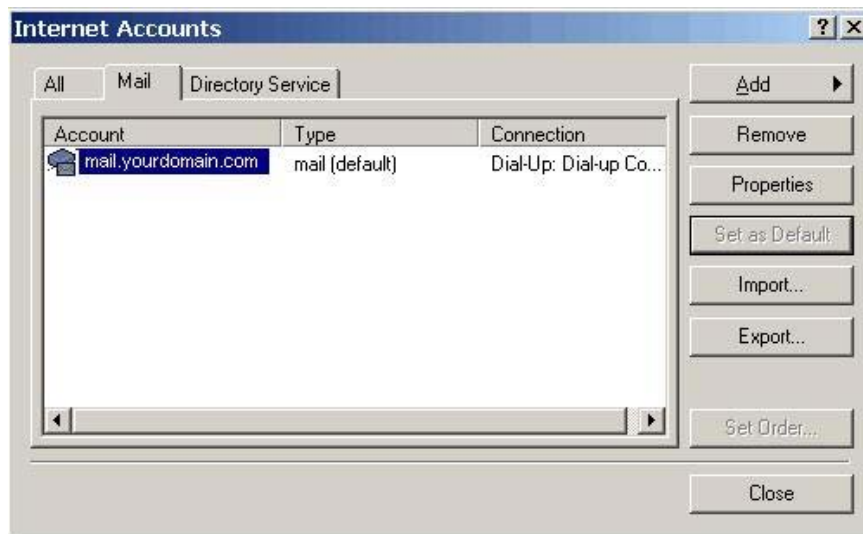 Internet Accounts
All Mail Directory Service
Account Type Connection
mail.yourdomain.com mail (default) Dial-Up: Dial-up Co...
Add
Remove
Properties
Set as Default
Import...
Export...
Set Order...
Close